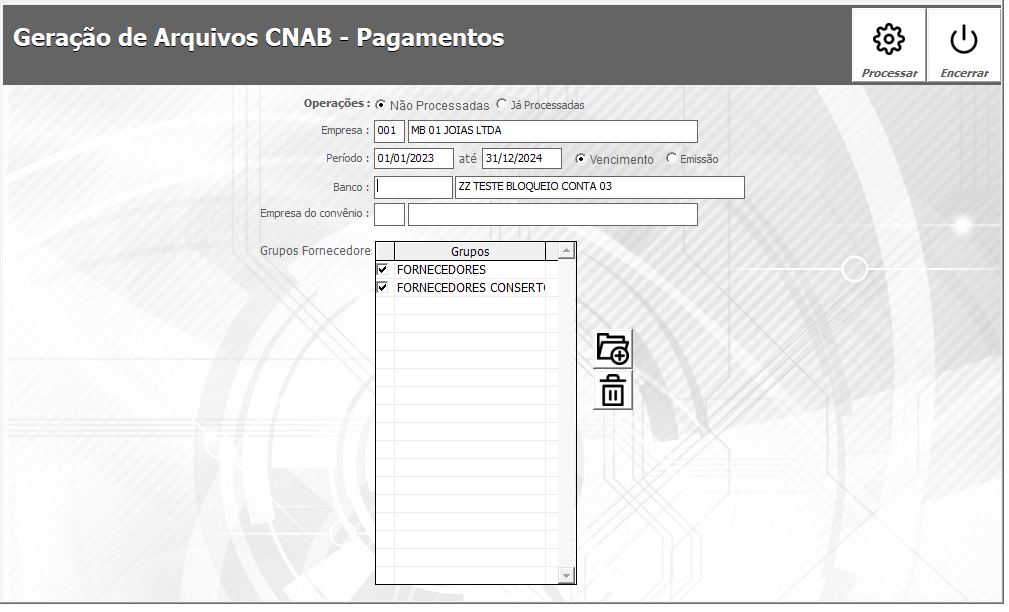 Geração de Arquivos CNAB - Pagamentos
Processar
Encerrar
Operações : Não Processadas Já Processadas
Empresa : 001 MB 01 JOIAS LTDA
Período : 01/01/2023 até 31/12/2024 Vencimento Emissão
Banco : ZZ TESTE BLOQUEIO CONTA 03
Empresa do convênio :
Grupos Fornecedore
Grupos
FORNECEDORES
FORNECEDORES CONSERTO